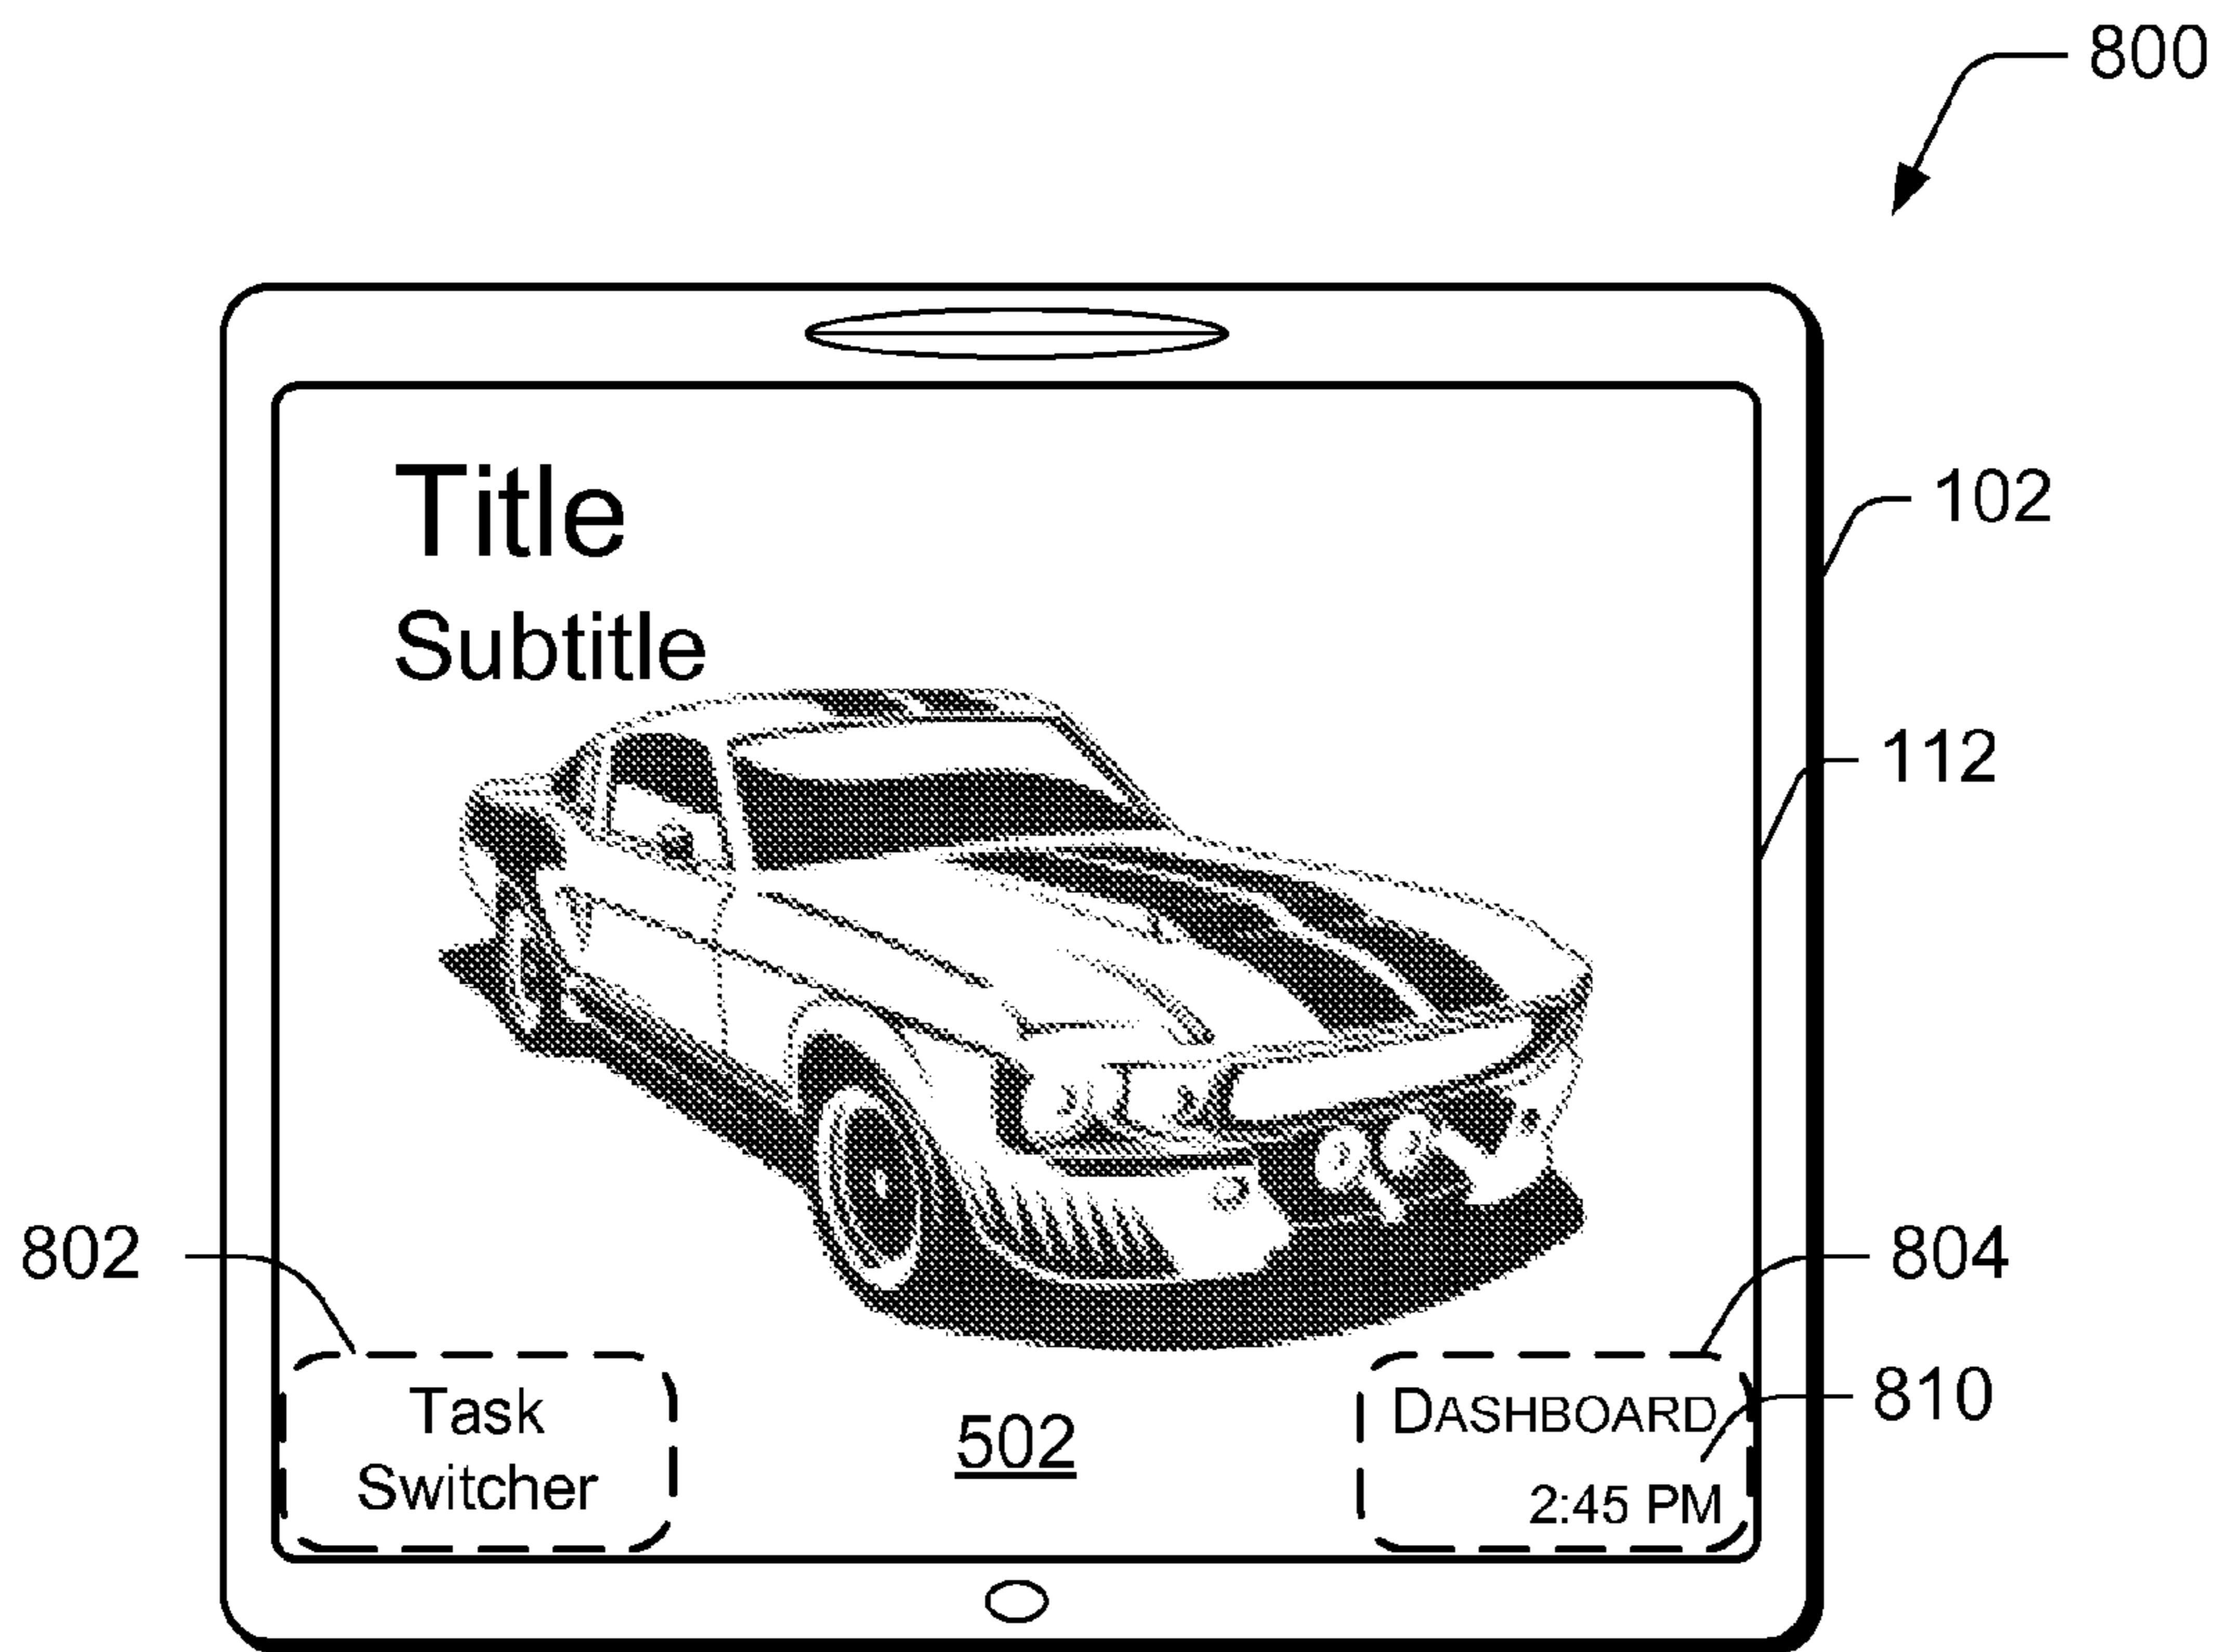 800
Title
102
Subtitle
112
802
804
Task
Switcher
502
DASHBOARD
810
2:45 PM